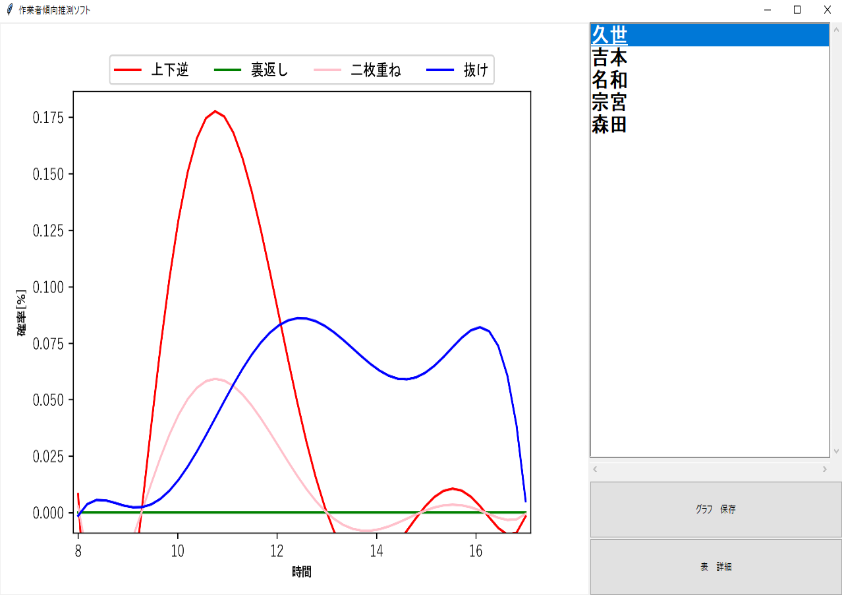 作業者傾向推測ソフト
上下逆 裏返し 二枚重ね 抜け
0.175
0.150
0.125
0.100
0.075
0.050
0.025
0.000
確率[%]
8 10 12 14 16
時間
久世
吉本
名和
宗宮
森田
グラフ 保存
表 詳細